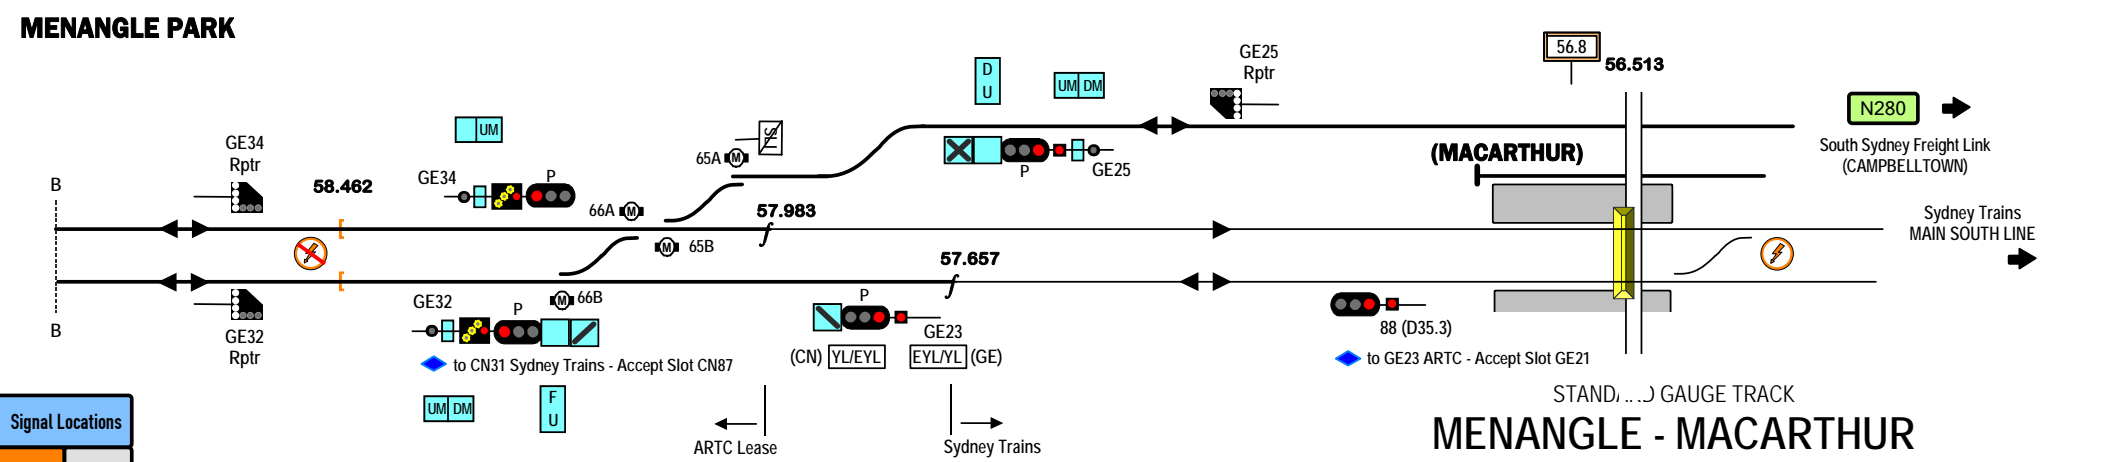 MENANGLE PARK
B
B
GE34
Rptr
GE32
Rptr
58.462
UM
GE34
P
GE32
P
66B
to CN31 Sydney Trains - Accept Slot CN87
UM DM
F
U
66A
M
65A
M
M
65B
M
57.983
57.657
D
U
UM DM
P
GE25
GE25
Rptr
P
GE23
(CN) YL/EYL
EYL/YL (GE)
ARTC Lease
Sydney Trains
56.8
56.513
(MACARTHUR)
88 (D35.3)
to GE23 ARTC - Accept Slot GE21
N280
South Sydney Freight Link
(CAMPBELLTOWN)
Sydney Trains
MAIN SOUTH LINE
GAUGE TRACK
MENANGLE - MACARTHUR
Signal Locations